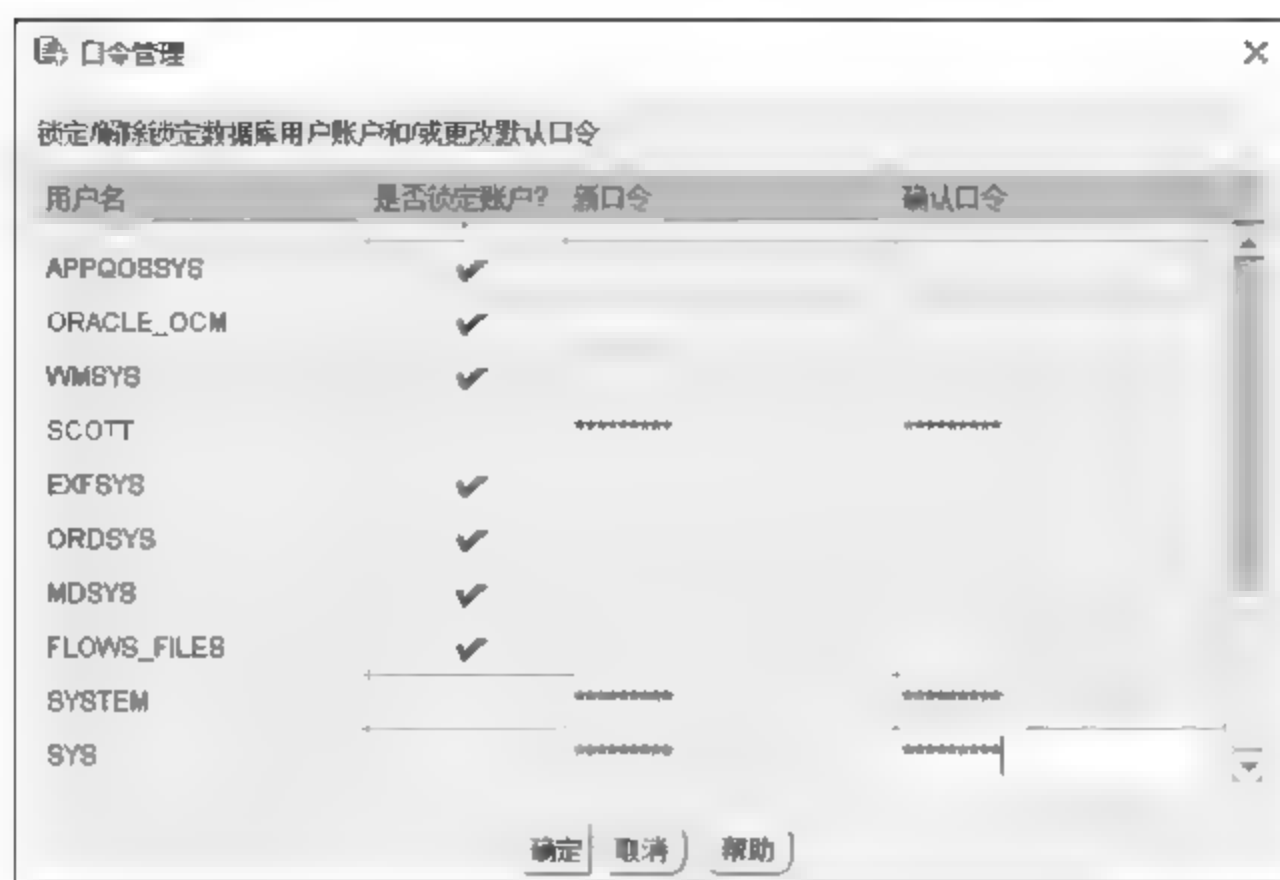 口令管理
锁定/解除锁定数据库用户账户和/或更改默认口令
用户名 是否锁定账户? 新口令 确认口令
APPQOSSYS ✔
ORACLE_OCM ✔
WMSYS ✔
SCOTT ********* *********
EXFSYS ✔
ORDSYS ✔
MDSYS ✔
FLOWS_FILES ✔
SYSTEM ********* *********
SYS ********* *********
确定 取消 帮助